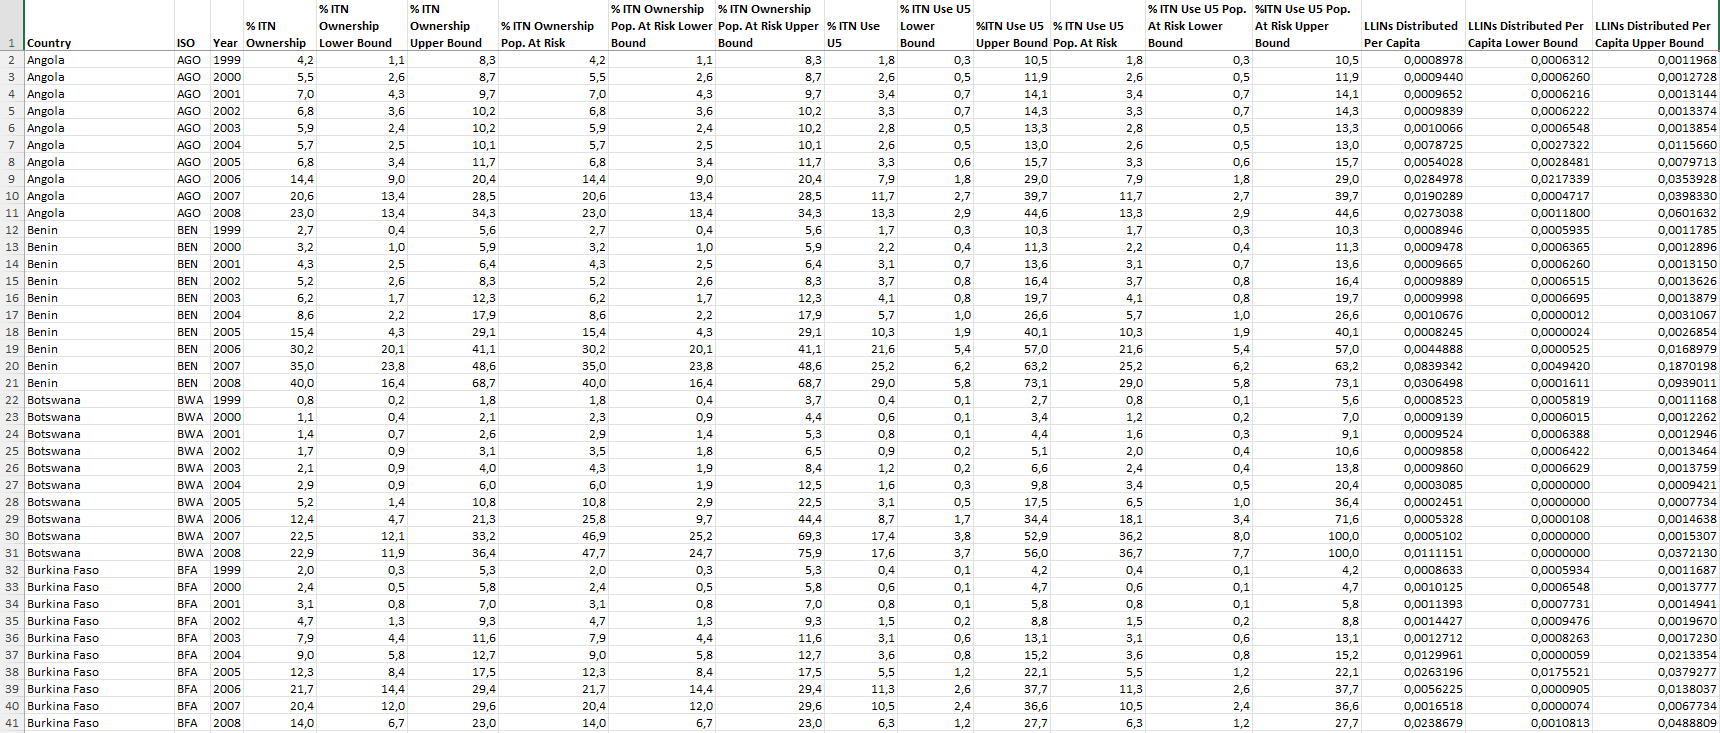 1 Country ISO Year % ITN Ownership % ITN Ownership Lower Bound % ITN Ownership Upper Bound % ITN Ownership Pop. At Risk % ITN Ownership Pop. At Risk Lower Bound % ITN Ownership Pop. At Risk Upper Bound % ITN Use U5 % ITN Use U5 Lower Bound %ITN Use U5 Upper Bound % ITN Use U5 Pop. At Risk % ITN Use U5 Pop. At Risk Lower Bound %ITN Use U5 Pop. At Risk Upper Bound LLINs Distributed Per Capita LLINs Distributed Per Capita Lower Bound LLINs Distributed Per Capita Upper Bound
2 Angola AGO 1999 4,2 1,1 8,3 4,2 1,1 8,3 1,8 0,3 10,5 1,8 0,3 10,5 0,0008978 0,0006312 0,0011968
3 Angola AGO 2000 5,5 2,6 8,7 5,5 2,6 8,7 2,6 0,5 11,9 2,6 0,5 11,9 0,0009440 0,0006260 0,0012728
4 Angola AGO 2001 7,0 4,3 9,7 7,0 4,3 9,7 3,4 0,7 14,1 3,4 0,7 14,1 0,0009652 0,0006216 0,0013144
5 Angola AGO 2002 6,8 3,6 10,2 6,8 3,6 10,2 3,3 0,7 14,3 3,3 0,7 14,3 0,0009839 0,0006222 0,0013374
6 Angola AGO 2003 5,9 2,4 10,2 5,9 2,4 10,2 2,8 0,5 13,3 2,8 0,5 13,3 0,0010066 0,0006548 0,0013854
7 Angola AGO 2004 5,7 2,5 10,1 5,7 2,5 10,1 2,6 0,5 13,0 2,6 0,5 13,0 0,0078725 0,0027322 0,0115660
8 Angola AGO 2005 6,8 3,4 11,7 6,8 3,4 11,7 3,3 0,6 15,7 3,3 0,6 15,7 0,0054028 0,0028481 0,0079713
9 Angola AGO 2006 14,4 9,0 20,4 14,4 9,0 20,4 7,9 1,8 29,0 7,9 1,8 29,0 0,0284978 0,0217339 0,0353928
10 Angola AGO 2007 20,6 13,4 28,5 20,6 13,4 28,5 11,7 2,7 39,7 11,7 2,7 39,7 0,0190289 0,0004717 0,0398330
11 Angola AGO 2008 23,0 13,4 34,3 23,0 13,4 34,3 13,3 2,9 44,6 13,3 2,9 44,6 0,0273038 0,0011800 0,0601632
12 Benin BEN 1999 2,7 0,4 5,6 2,7 0,4 5,6 1,7 0,3 10,3 1,7 0,3 10,3 0,0008946 0,0005935 0,0011785
13 Benin BEN 2000 3,2 1,0 5,9 3,2 1,0 5,9 2,2 0,4 11,3 2,2 0,4 11,3 0,0009478 0,0006365 0,0012896
14 Benin BEN 2001 4,3 2,5 6,4 4,3 2,5 6,4 3,1 0,7 13,6 3,1 0,7 13,6 0,0009665 0,0006260 0,0013150
15 Benin BEN 2002 5,2 2,6 8,3 5,2 2,6 8,3 3,7 0,8 16,4 3,7 0,8 16,4 0,0009889 0,0006515 0,0013626
16 Benin BEN 2003 6,2 1,7 12,3 6,2 1,7 12,3 4,1 0,8 19,7 4,1 0,8 19,7 0,0009998 0,0006695 0,0013879
17 Benin BEN 2004 8,6 2,2 17,9 8,6 2,2 17,9 5,7 1,0 26,6 5,7 1,0 26,6 0,0010676 0,0000012 0,0031067
18 Benin BEN 2005 15,4 4,3 29,1 15,4 4,3 29,1 10,3 1,9 40,1 10,3 1,9 40,1 0,0008245 0,0000024 0,0026854
19 Benin BEN 2006 30,2 20,1 41,1 30,2 20,1 41,1 21,6 5,4 57,0 21,6 5,4 57,0 0,0044888 0,0000525 0,0168979
20 Benin BEN 2007 35,0 23,8 48,6 35,0 23,8 48,6 25,2 6,2 63,2 25,2 6,2 63,2 0,0839342 0,0049420 0,1870198
21 Benin BEN 2008 40,0 16,4 68,7 40,0 16,4 68,7 29,0 5,8 73,1 29,0 5,8 73,1 0,0306498 0,0001611 0,0939011
22 Botswana BWA 1999 0,8 0,2 1,8 1,8 0,4 3,7 0,4 0,1 2,7 0,8 0,1 5,6 0,0008523 0,0005819 0,0011168
23 Botswana BWA 2000 1,1 0,4 2,1 2,3 0,9 4,4 0,6 0,1 3,4 1,2 0,2 7,0 0,0009139 0,0006015 0,0012262
24 Botswana BWA 2001 1,4 0,7 2,6 2,9 1,4 5,3 0,8 0,1 4,4 1,6 0,3 9,1 0,0009524 0,0006388 0,0012946
25 Botswana BWA 2002 1,7 0,9 3,1 3,5 1,8 6,5 0,9 0,2 5,1 2,0 0,4 10,6 0,0009858 0,0006422 0,0013464
26 Botswana BWA 2003 2,1 0,9 4,0 4,3 1,9 8,4 1,2 0,2 6,6 2,4 0,4 13,8 0,0009860 0,0006629 0,0013759
27 Botswana BWA 2004 2,9 0,9 6,0 6,0 1,9 12,5 1,6 0,3 9,8 3,4 0,5 20,4 0,0003085 0,0000000 0,0009421
28 Botswana BWA 2005 5,2 1,4 10,8 10,8 2,9 22,5 3,1 0,5 17,5 6,5 1,0 36,4 0,0002451 0,0000000 0,0007734
29 Botswana BWA 2006 12,4 4,7 21,3 25,8 9,7 44,4 8,7 1,7 34,4 18,1 3,4 71,6 0,0005328 0,0000108 0,0014638
30 Botswana BWA 2007 22,5 12,1 33,2 46,9 25,2 69,3 17,4 3,8 52,9 36,2 8,0 100,0 0,0005102 0,0000000 0,0015307
31 Botswana BWA 2008 22,9 11,9 36,4 47,7 24,7 75,9 17,6 3,7 56,0 36,7 7,7 100,0 0,0111151 0,0000000 0,0372130
32 Burkina Faso BFA 1999 2,0 0,3 5,3 2,0 0,3 5,3 0,4 0,1 4,2 0,4 0,1 4,2 0,0008633 0,0005934 0,0011687
33 Burkina Faso BFA 2000 2,4 0,5 5,8 2,4 0,5 5,8 0,6 0,1 4,7 0,6 0,1 4,7 0,0010125 0,0006548 0,0013777
34 Burkina Faso BFA 2001 3,1 0,8 7,0 3,1 0,8 7,0 0,8 0,1 5,8 0,8 0,1 5,8 0,0011393 0,0007731 0,0014941
35 Burkina Faso BFA 2002 4,7 1,3 9,3 4,7 1,3 9,3 1,5 0,2 8,8 1,5 0,2 8,8 0,0014427 0,0009476 0,0019670
36 Burkina Faso BFA 2003 7,9 4,4 11,6 7,9 4,4 11,6 3,1 0,6 13,1 3,1 0,6 13,1 0,0012712 0,0008263 0,0017230
37 Burkina Faso BFA 2004 9,0 5,8 12,7 9,0 5,8 12,7 3,6 0,8 15,2 3,6 0,8 15,2 0,0129961 0,0000059 0,0213354
38 Burkina Faso BFA 2005 12,3 8,4 17,5 12,3 8,4 17,5 5,5 1,2 22,1 5,5 1,2 22,1 0,0263196 0,0175521 0,0379277
39 Burkina Faso BFA 2006 21,7 14,4 29,4 21,7 14,4 29,4 11,3 2,6 37,7 11,3 2,6 37,7 0,0056225 0,0000905 0,0138037
40 Burkina Faso BFA 2007 20,4 12,0 29,6 20,4 12,0 29,6 10,5 2,4 36,6 10,5 2,4 36,6 0,0016518 0,0000074 0,0067734
41 Burkina Faso BFA 2008 14,0 6,7 23,0 14,0 6,7 23,0 6,3 1,2 27,7 6,3 1,2 27,7 0,0238679 0,0010813 0,0488809